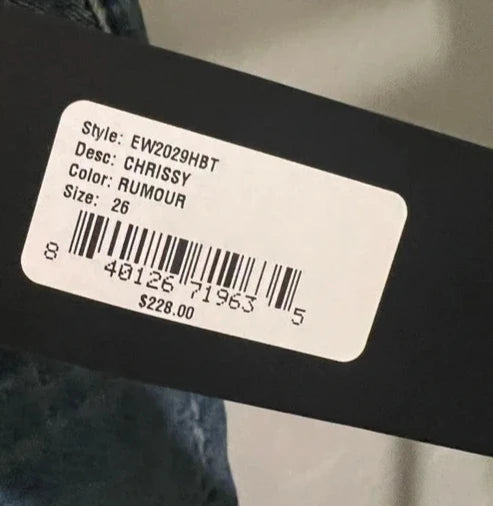 Style: EW2029HBT
Desc: CHRISSY
Color: RUMOUR
Size: 26
8 40126 71963 5
$228.00